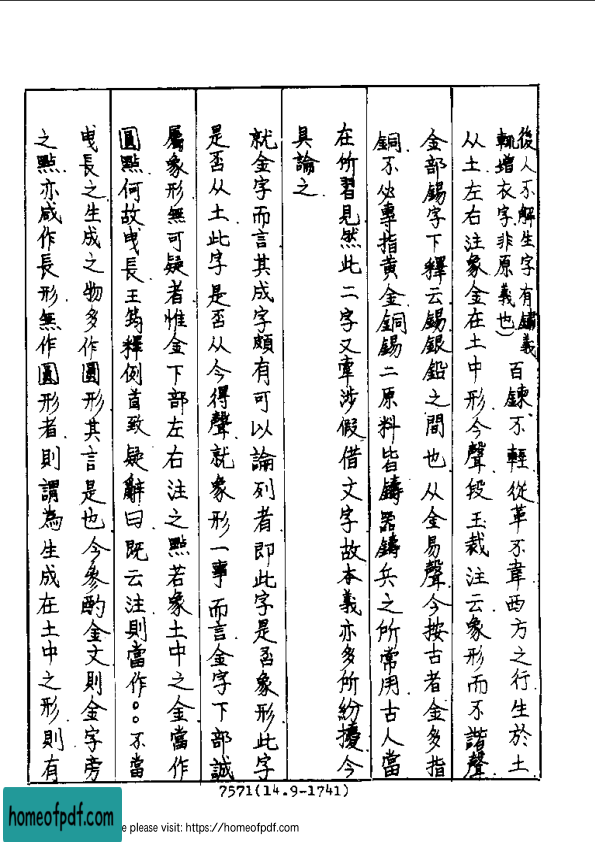 後人不解生字有鏽義
輒增衣字非原義也）百鍊不輕從革不韋西方之行生於土
从土左右注象金在土中形今聲段玉裁注云象形而不諧聲
金部錫字下釋云錫銀鉛之間也从金易聲今按古者金多指
銅不必專指黃金銅錫二原料皆鑄器鑄兵之所常用古人當
在所習見然此二字又牽涉假借文字故本義亦多所紛擾今
具論之
就金字而言其成字頗有可以論列者即此字是否象形此字
是否从土此字是否从今得聲就象形一事而言金字下部誠
屬象形無可疑者惟金下部左右注之點若象土中之金當作
圓點何故曳長王筠釋例首致疑辭曰既云注則當作。。不當
曳長之生成之物多作圓形其言是也今參酌金文則金字旁
之點亦咸作長形無作圓形者則謂為生成在土中之形則有
7571(14.9-1741)
homeofpdf.com
e please visit: https://homeofpdf.com